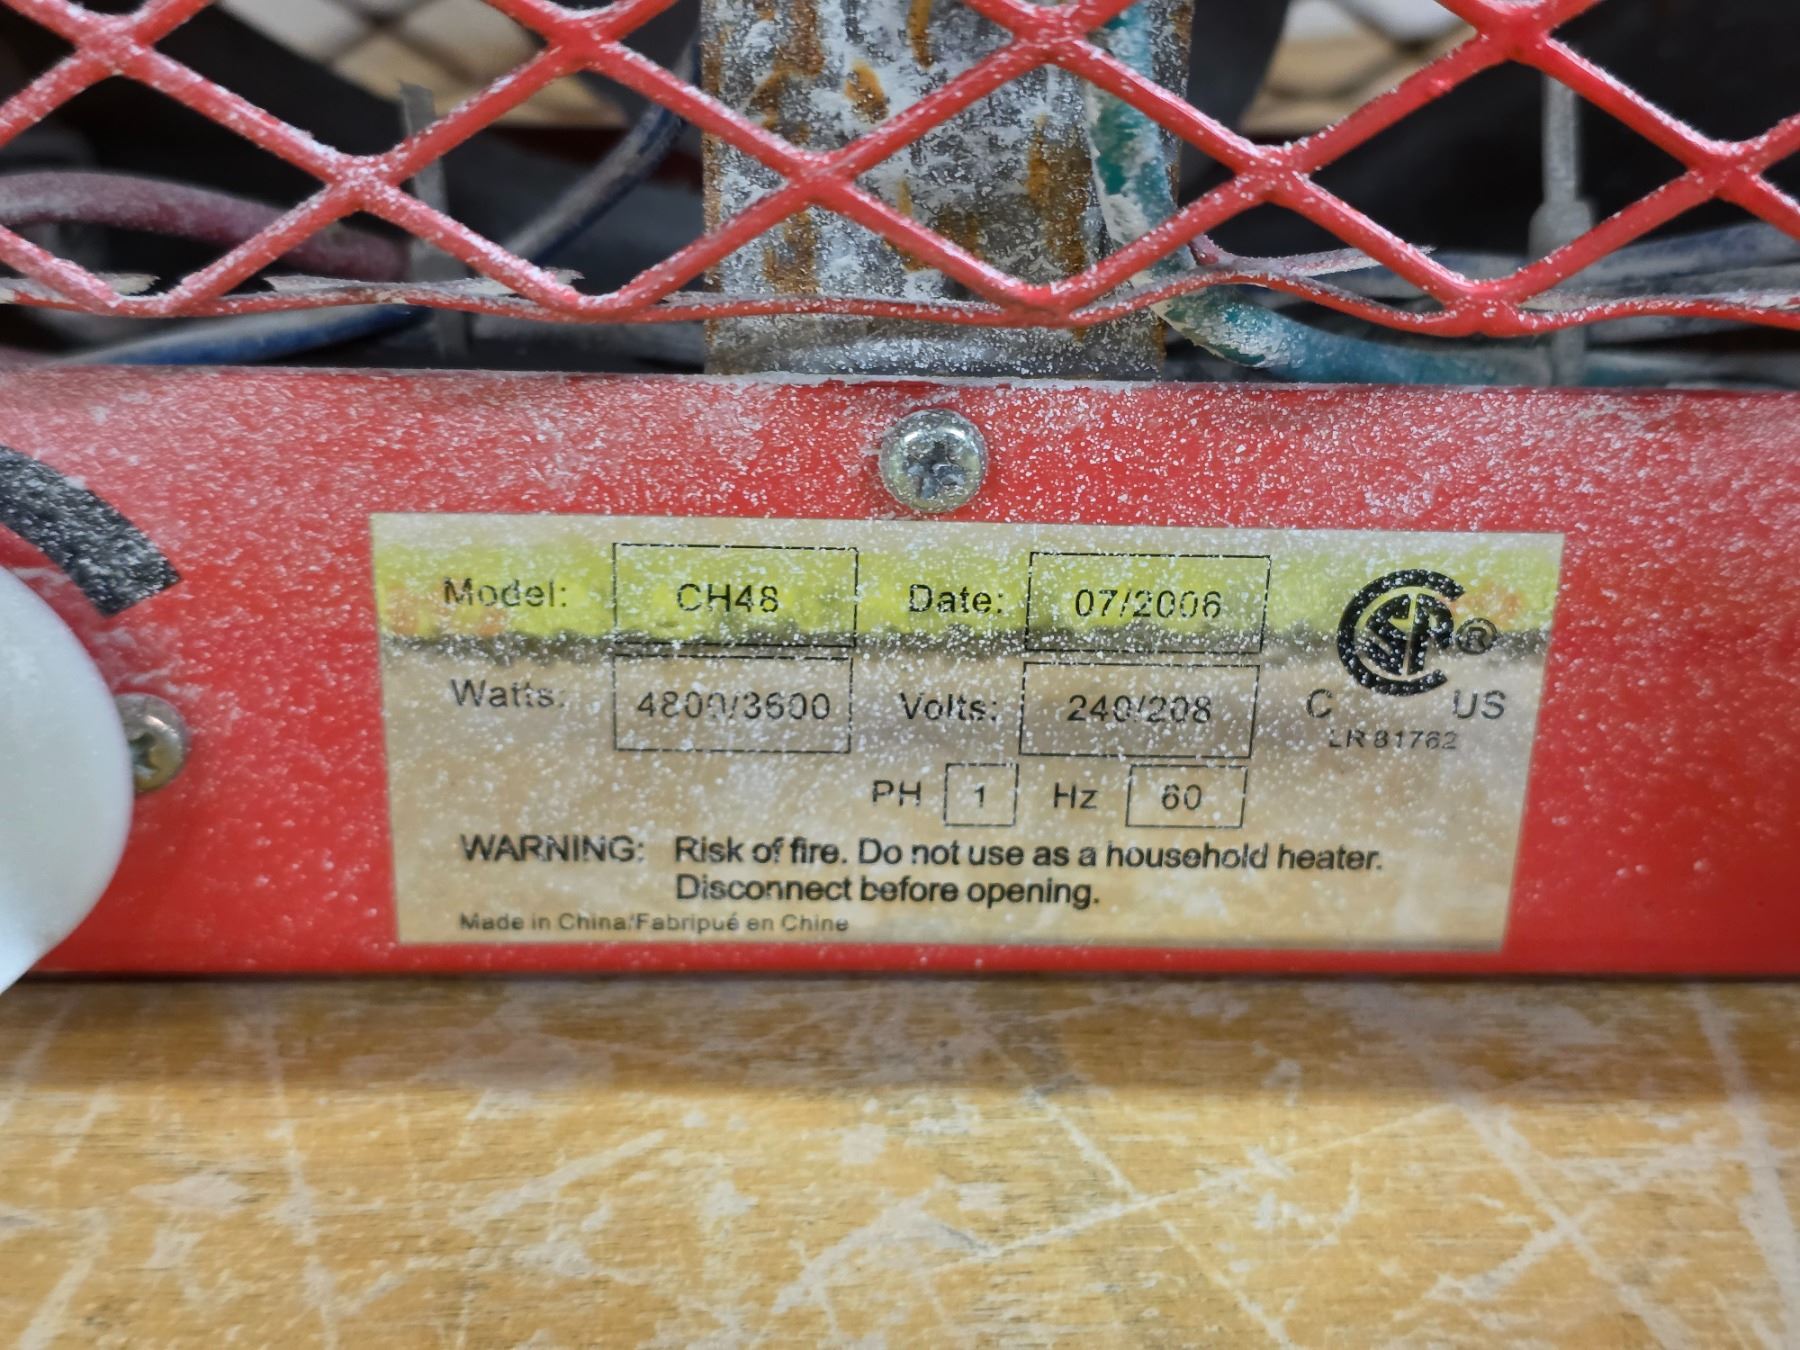 Model: CH48 Date: 07/2006
Watts: 4800/3600 Volts: 240/208
CSA®
C US
LR 81762
PH 1 Hz 60
WARNING: Risk of fire. Do not use as a household heater.
Disconnect before opening.
Made in China/Fabripué en Chine